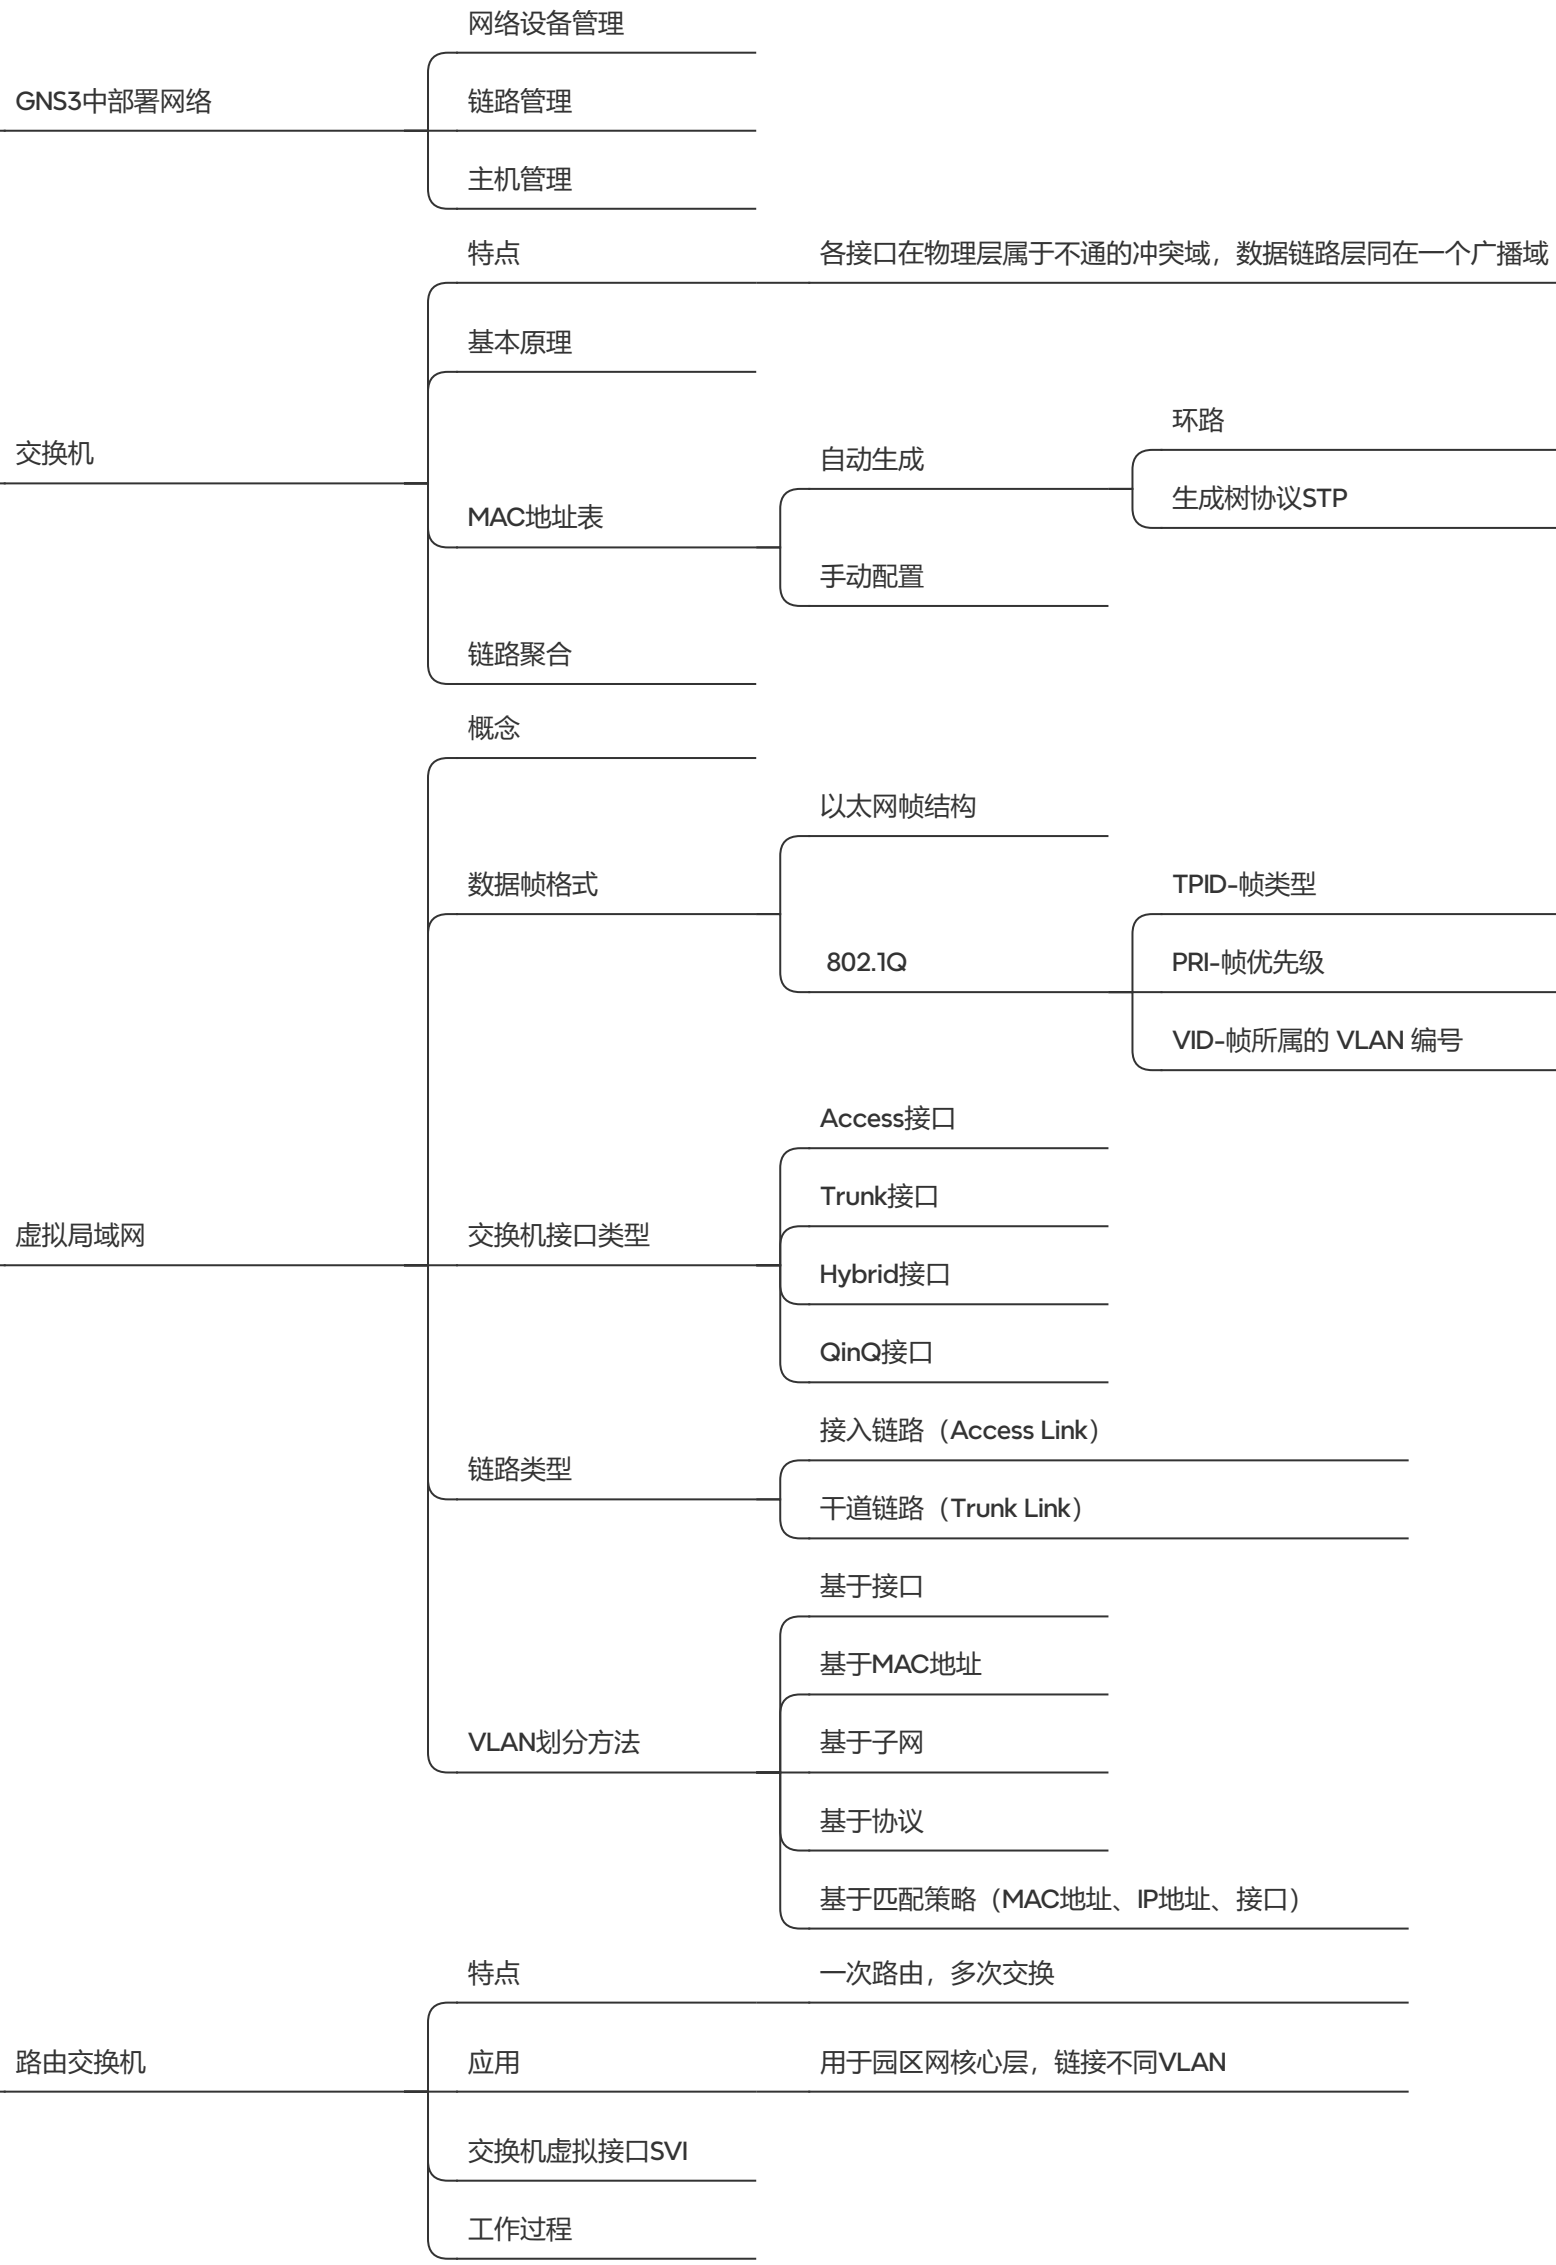 GNS3中部署网络
网络设备管理
链路管理
主机管理
交换机
特点
各接口在物理层属于不通的冲突域，数据链路层同在一个广播域
基本原理
MAC地址表
自动生成
环路
生成树协议STP
手动配置
链路聚合
虚拟局域网
概念
数据帧格式
以太网帧结构
802.1Q
TPID-帧类型
PRI-帧优先级
VID-帧所属的 VLAN 编号
交换机接口类型
Access接口
Trunk接口
Hybrid接口
QinQ接口
链路类型
接入链路（Access Link）
干道链路（Trunk Link）
VLAN划分方法
基于接口
基于MAC地址
基于子网
基于协议
基于匹配策略（MAC地址、IP地址、接口）
路由交换机
特点
一次路由，多次交换
应用
用于园区网核心层，链接不同VLAN
交换机虚拟接口SVI
工作过程